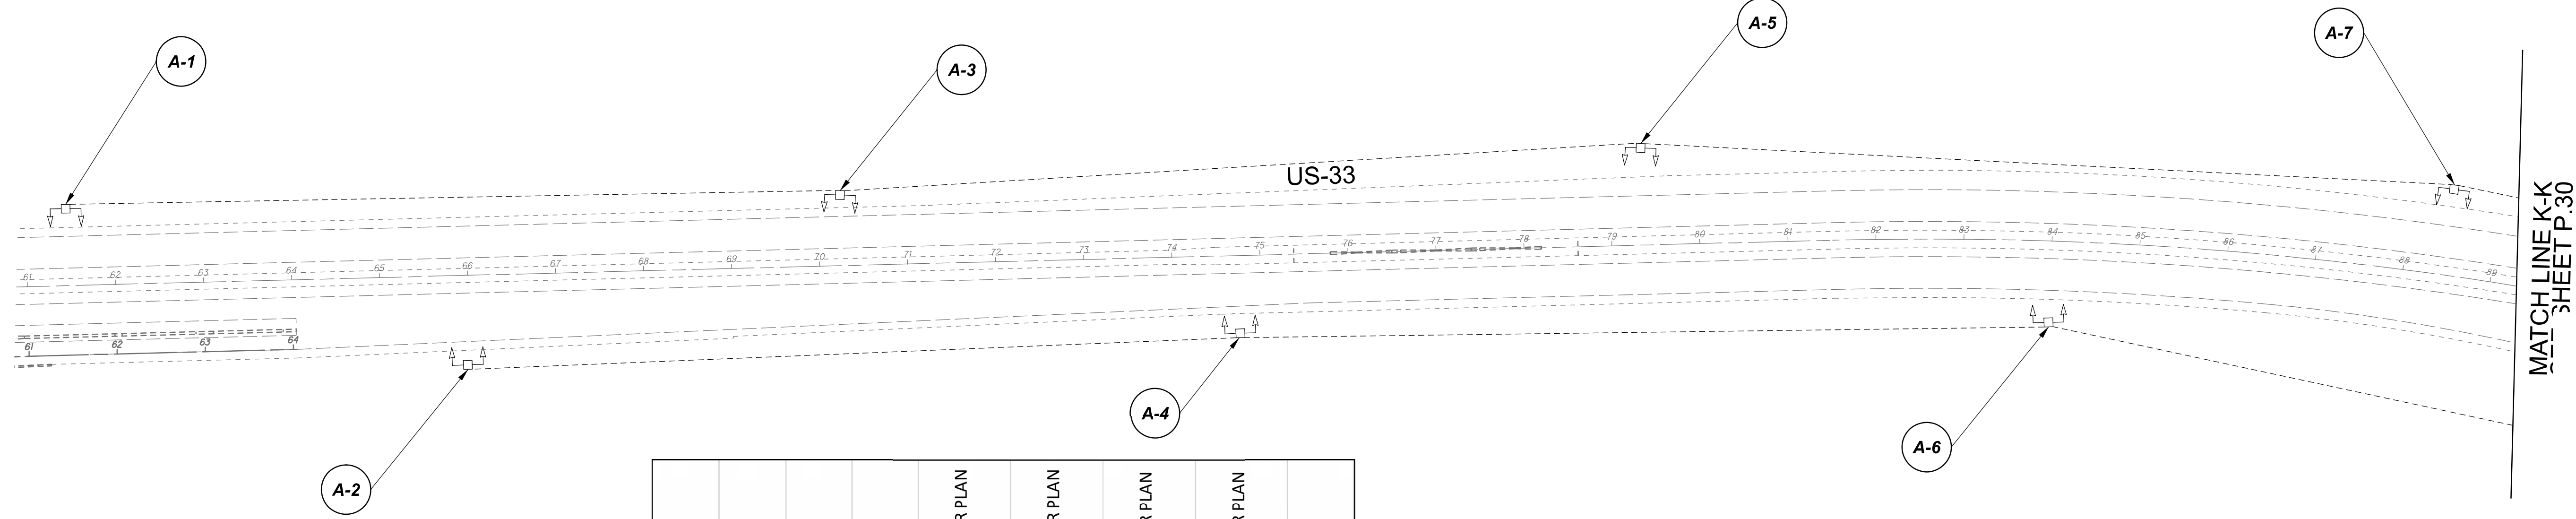 A-1
A-3
A-5
A-7
US-33
61 62 63 64 65 66 67 68 69 70 71 72 73 74 75 76 77 78 79 80 81 82 83 84 85 86 87 88 89
61 62 63 64
A-2
A-4
A-6
MATCH LINE K-K
SHEET P.30
R PLAN
R PLAN
R PLAN
R PLAN